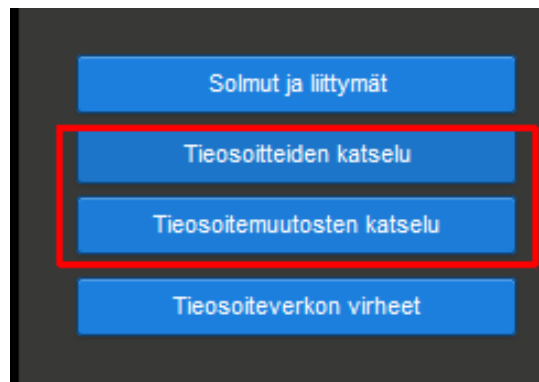 Solmut ja liittymät
Tieosoitteiden katselu
Tieosoitemuutosten katselu
Tieosoiteverkon virheet